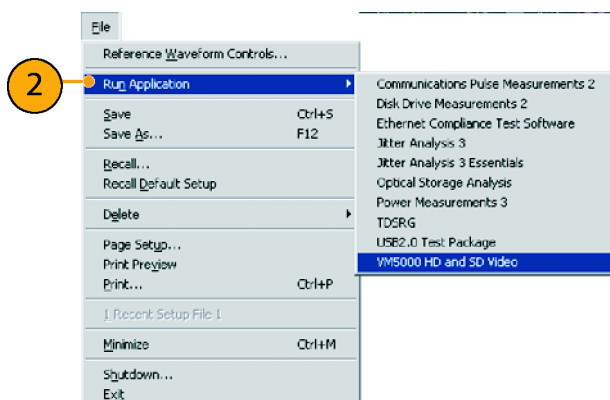 File
Reference Waveform Controls...
2
Run Application
Save Ctrl+S
Save As... F12
Recall...
Recall Default Setup
Delete
Page Setup...
Print Preview
Print... Ctrl+P
1 Recent Setup File 1
Minimize Ctrl+M
Shutdown...
Exit
Communications Pulse Measurements 2
Disk Drive Measurements 2
Ethernet Compliance Test Software
Jitter Analysis 3
Jitter Analysis 3 Essentials
Optical Storage Analysis
Power Measurements 3
TDSRG
USB2.0 Test Package
VM5000 HD and SD Video